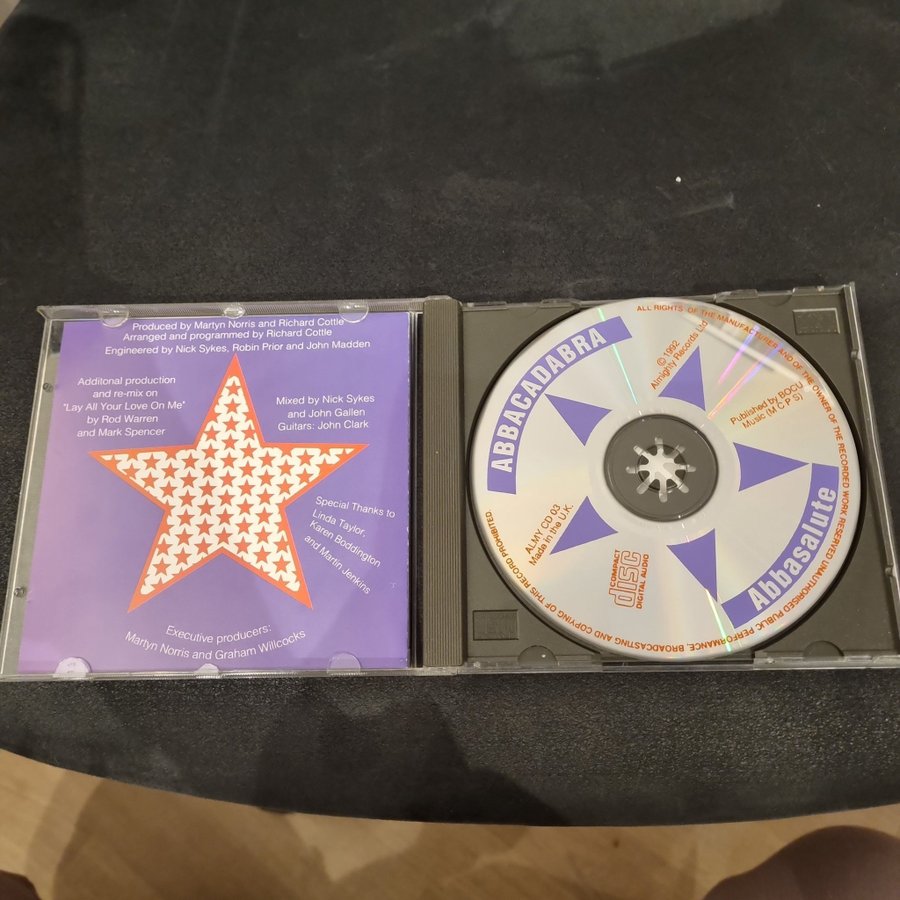 Produced by Martyn Norris and Richard Cottle
Arranged and programmed by Richard Cottle
Engineered by Nick Sykes, Robin Prior and John Madden
Additonal production
and re-mix on
"Lay All Your Love On Me"
by Rod Warren
and Mark Spencer
Mixed by Nick Sykes
and John Gallen
Guitars: John Clark
Special Thanks to
Linda Taylor,
Karen Boddington
and Martin Jenkins
Executive producers:
Martyn Norris and Graham Willcocks
ABBACADABRA
© 1992
Almighty Records Ltd
Published by BOCU
Music (M C P S)
ALMY CD 03
Made in the U.K.
COMPACT
disc
DIGITAL AUDIO
Abbasalute
ALL RIGHTS OF THE MANUFACTURER AND OF THE OWNER OF THE RECORDED WORK RESERVED UNAUTHORISED PUBLIC PERFORMANCE, BROADCASTING AND COPYING OF THIS RECORD PROHIBITED.